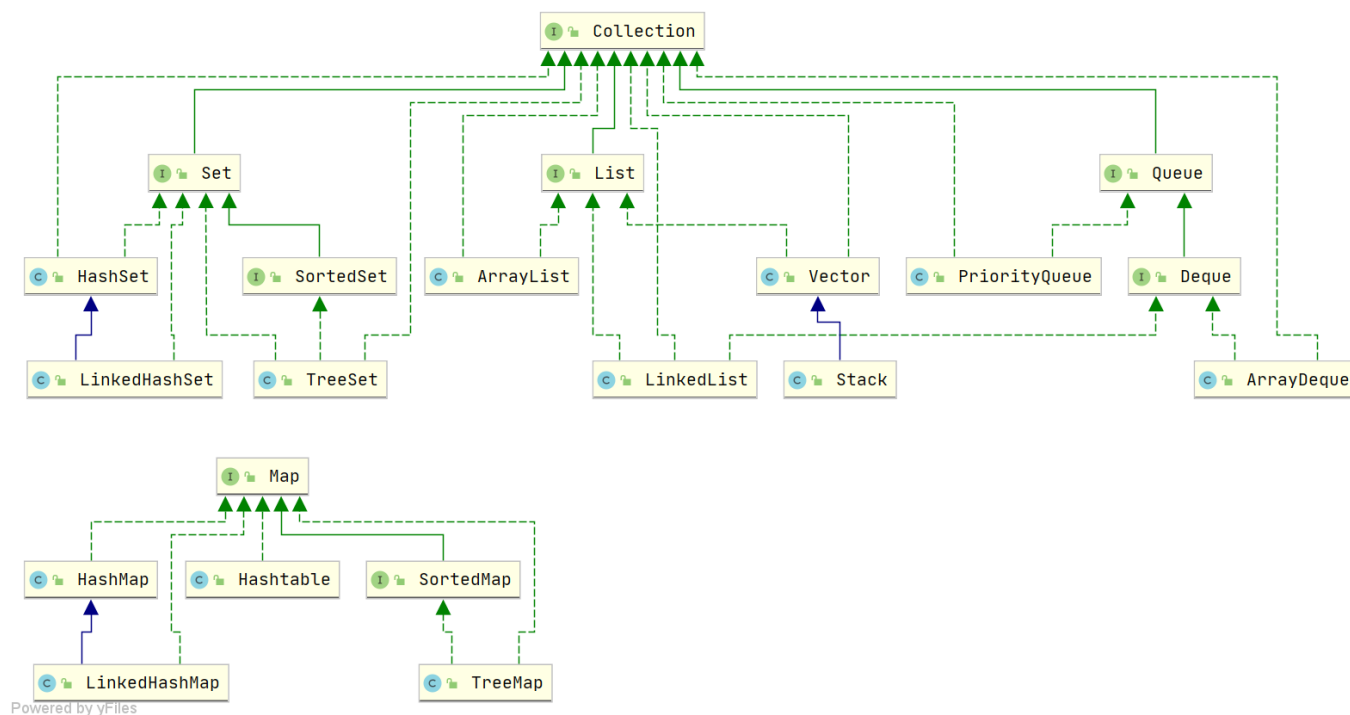 I Collection
I Set
I List
I Queue
C HashSet
I SortedSet
C ArrayList
C Vector
C PriorityQueue
I Deque
C LinkedHashSet
C TreeSet
C LinkedList
C Stack
C ArrayDeque
I Map
C HashMap
C Hashtable
I SortedMap
C LinkedHashMap
C TreeMap
Powered by yFiles